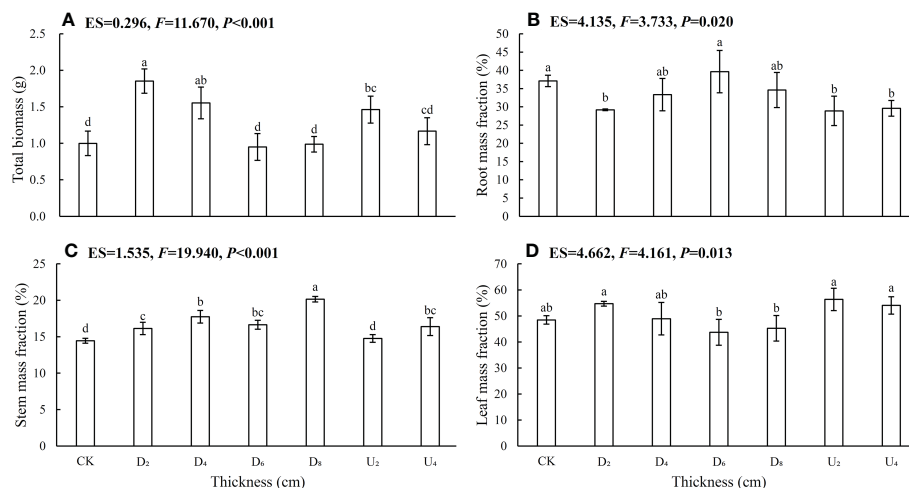 A ES=0.296, F=11.670, P<0.001
Total biomass (g)
2.5
2.0
1.5
1.0
0.5
0.0
d
a
ab
d
d
bc
cd
B ES=4.135, F=3.733, P=0.020
Root mass fraction (%)
50
45
40
35
30
25
20
15
10
5
0
a
b
ab
a
ab
b
b
C ES=1.535, F=19.940, P<0.001
Stem mass fraction (%)
25
20
15
10
5
0
d
c
b
bc
a
d
bc
CK D₂ D₄ D₆ D₈ U₂ U₄
Thickness (cm)
D ES=4.662, F=4.161, P=0.013
Leaf mass fraction (%)
70
60
50
40
30
20
10
0
ab
a
ab
b
b
a
a
CK D₂ D₄ D₆ D₈ U₂ U₄
Thickness (cm)